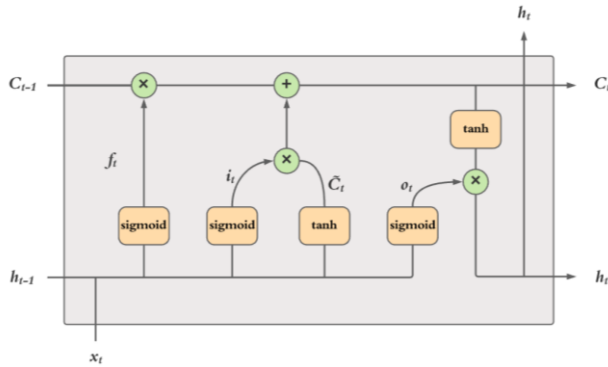 h_t
C_{t-1} × + C_t
tanh
f_t i_t × C̃_t o_t ×
sigmoid sigmoid tanh sigmoid
h_{t-1} h_t
x_t